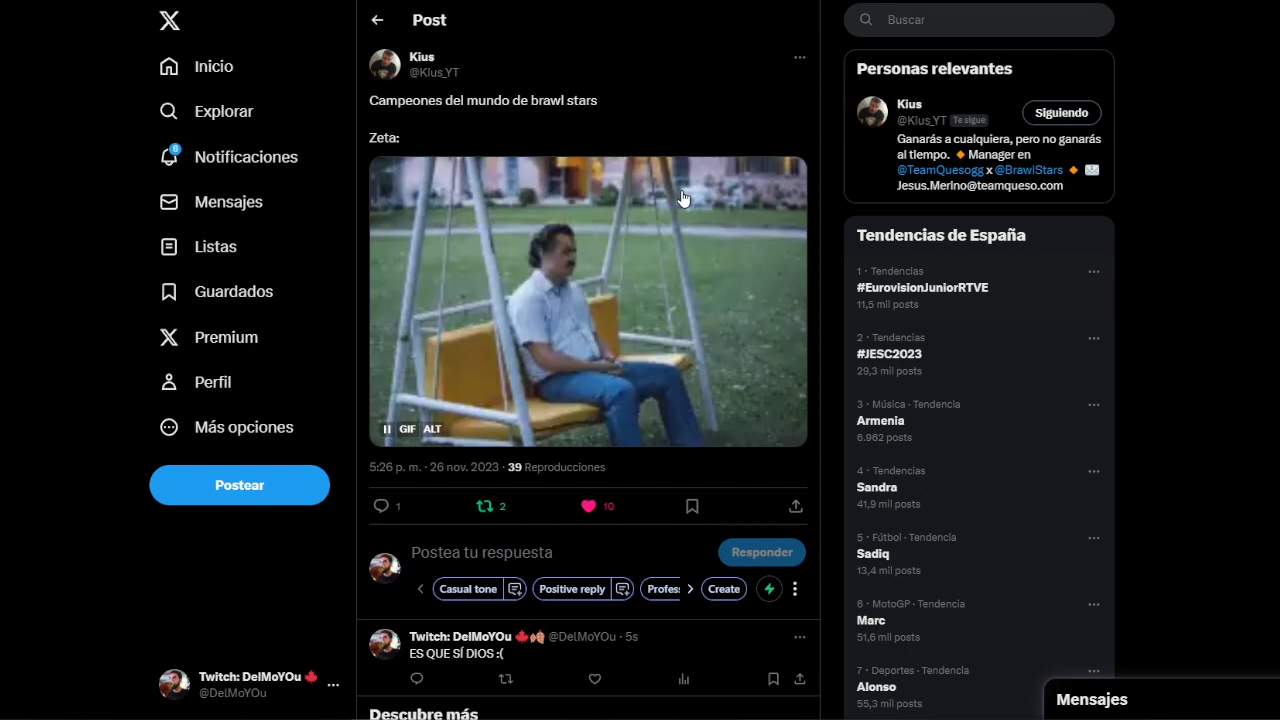 Inicio
Explorar
6
Notificaciones
Mensajes
Listas
Guardados
Premium
Perfil
Más opciones
Postear
Twitch: DelMoYOu
@DelMoYOu
Post
Kius
@KIus_YT
Campeones del mundo de brawl stars
Zeta:
GIF ALT
5:26 p. m. · 26 nov. 2023 · 39 Reproducciones
1 2 10
Postea tu respuesta
Responder
Casual tone
Positive reply
Profes
Create
Twitch: DelMoYOu @DelMoYOu · 5s
ES QUE SÍ DIOS :(
Descubre más
Buscar
Personas relevantes
Kius
@KIus_YT Te sigue
Siguiendo
Ganarás a cualquiera, pero no ganarás
al tiempo. 🔸 Manager en
@TeamQuesogg x @BrawlStars 🔸 📨
Jesus.Merino@teamqueso.com
Tendencias de España
1 · Tendencias
#EurovisionJuniorRTVE
11,5 mil posts
2 · Tendencias
#JESC2023
29,3 mil posts
3 · Música · Tendencia
Armenia
6.962 posts
4 · Tendencias
Sandra
41,9 mil posts
5 · Fútbol · Tendencia
Sadiq
13,4 mil posts
6 · MotoGP · Tendencia
Marc
51,6 mil posts
7 · Deportes · Tendencia
Alonso
55,3 mil posts
Mensajes